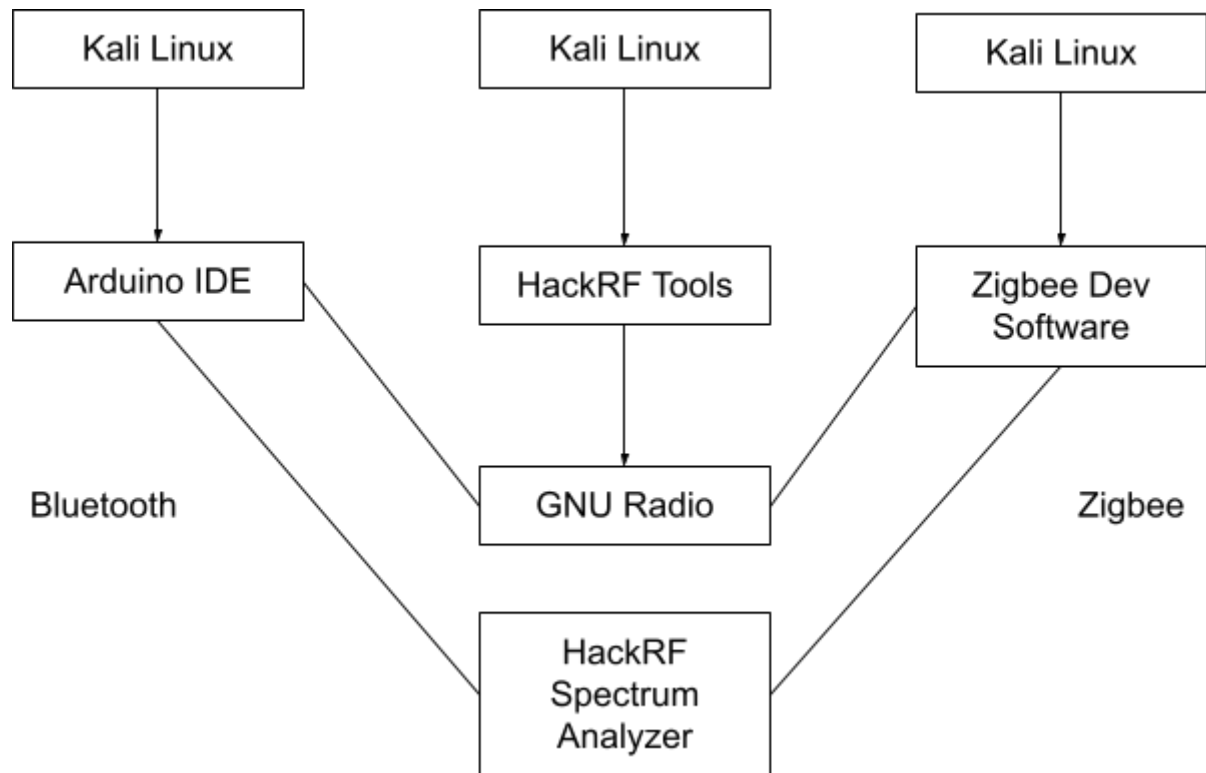 Kali Linux
Kali Linux
Kali Linux
Arduino IDE
HackRF Tools
Zigbee Dev
Software
Bluetooth
GNU Radio
Zigbee
HackRF
Spectrum
Analyzer